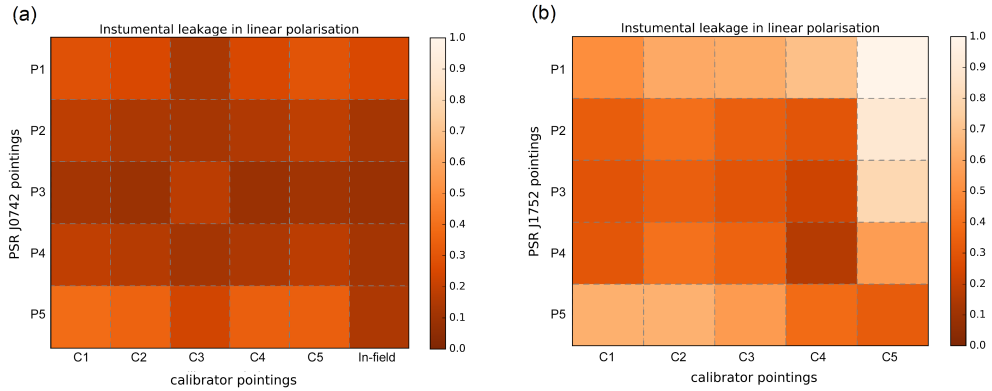 (a)
Instumental leakage in linear polarisation
PSR J0742 pointings
P1
P2
P3
P4
P5
C1 C2 C3 C4 C5 In-field
calibrator pointings
1.0
0.9
0.8
0.7
0.6
0.5
0.4
0.3
0.2
0.1
0.0
(b)
Instumental leakage in linear polarisation
PSR J1752 pointings
P1
P2
P3
P4
P5
C1 C2 C3 C4 C5
calibrator pointings
1.0
0.9
0.8
0.7
0.6
0.5
0.4
0.3
0.2
0.1
0.0